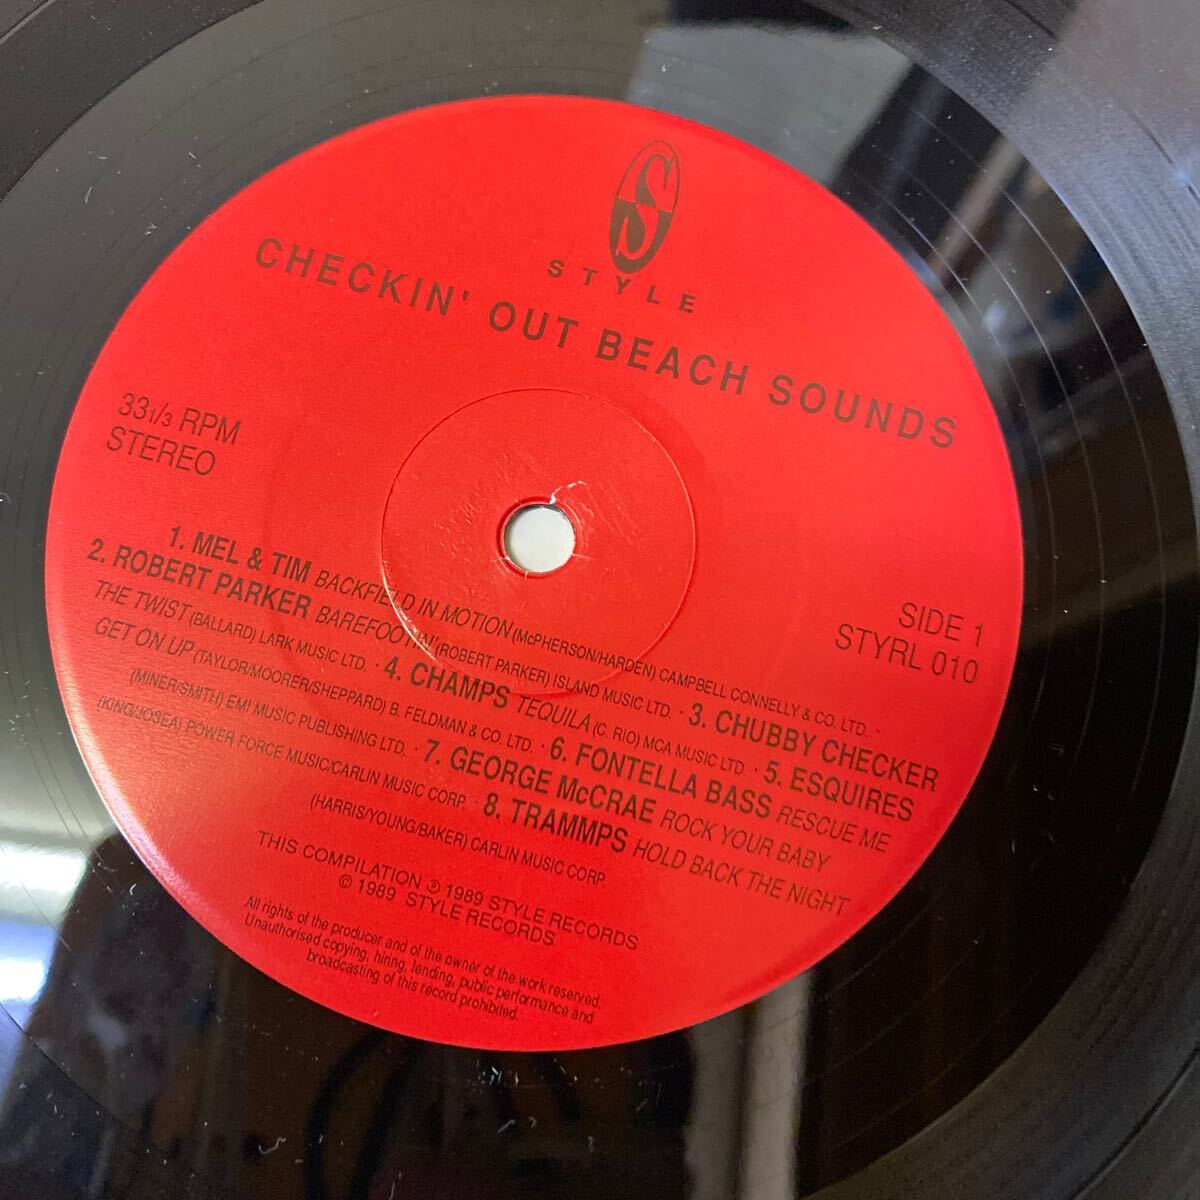 S
STYLE
CHECKIN' OUT BEACH SOUNDS
33 1/3 RPM
STEREO
SIDE 1
STYRL 010
1. MEL & TIM BACKFIELD IN MOTION (McPHERSON/HARDEN) CAMPBELL CONNELLY & CO. LTD. ·
2. ROBERT PARKER BAREFOOTIN' (ROBERT PARKER) ISLAND MUSIC LTD. · 3. CHUBBY CHECKER
THE TWIST (BALLARD) LARK MUSIC LTD. · 4. CHAMPS TEQUILA (C. RIO) MCA MUSIC LTD. · 5. ESQUIRES
GET ON UP (TAYLOR/MOORER/SHEPPARD) B. FELDMAN & CO. LTD. · 6. FONTELLA BASS RESCUE ME
(MINER/SMITH) EMI MUSIC PUBLISHING LTD. · 7. GEORGE McCRAE ROCK YOUR BABY
(KING/JOSEA) POWER FORCE MUSIC/CARLIN MUSIC CORP. · 8. TRAMMPS HOLD BACK THE NIGHT
(HARRIS/YOUNG/BAKER) CARLIN MUSIC CORP.
THIS COMPILATION ℗ 1989 STYLE RECORDS
© 1989 STYLE RECORDS
All rights of the producer and of the owner of the work reserved.
Unauthorised copying, hiring, lending, public performance and
broadcasting of this record prohibited.